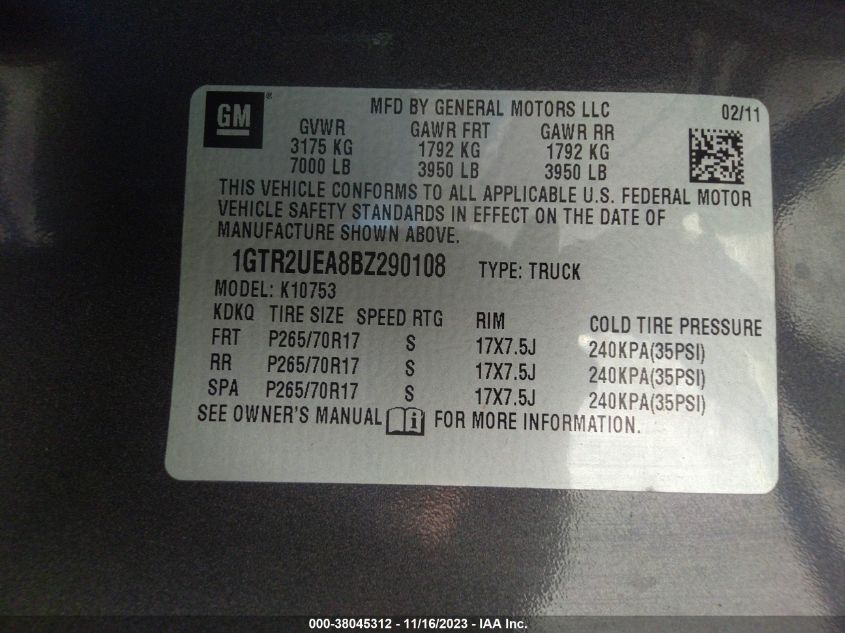 GM®
MFD BY GENERAL MOTORS LLC 02/11
GVWR GAWR FRT GAWR RR
3175 KG 1792 KG 1792 KG
7000 LB 3950 LB 3950 LB
THIS VEHICLE CONFORMS TO ALL APPLICABLE U.S. FEDERAL MOTOR
VEHICLE SAFETY STANDARDS IN EFFECT ON THE DATE OF
MANUFACTURE SHOWN ABOVE.
1GTR2UEA8BZ290108 TYPE: TRUCK
MODEL: K10753
KDKQ TIRE SIZE SPEED RTG RIM COLD TIRE PRESSURE
FRT P265/70R17 S 17X7.5J 240KPA(35PSI)
RR P265/70R17 S 17X7.5J 240KPA(35PSI)
SPA P265/70R17 S 17X7.5J 240KPA(35PSI)
SEE OWNER'S MANUAL i FOR MORE INFORMATION.
000-38045312 - 11/16/2023 - IAA Inc.